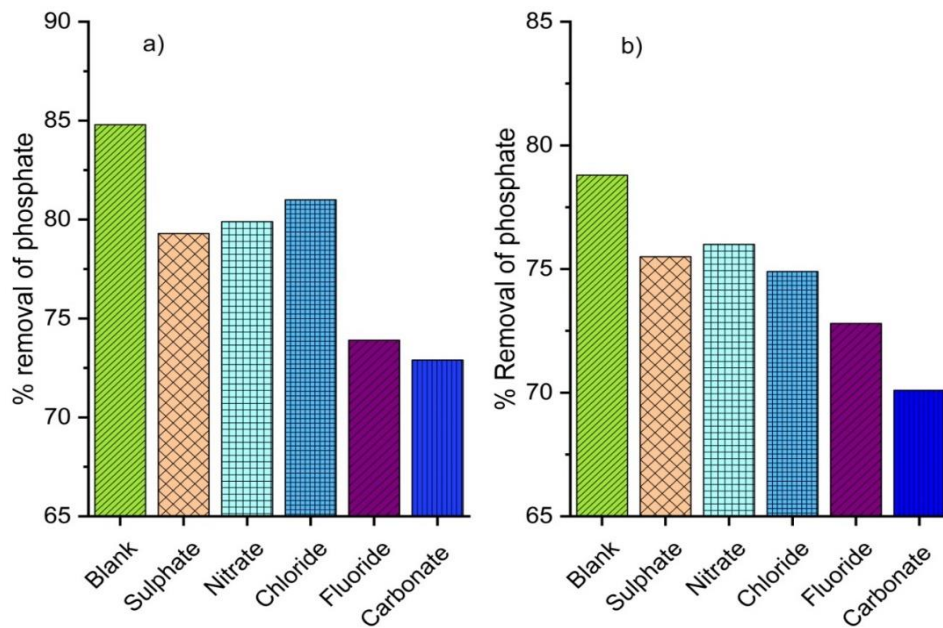 a)
% removal of phosphate
90
85
80
75
70
65
Blank
Sulphate
Nitrate
Chloride
Fluoride
Carbonate
b)
% Removal of phosphate
85
80
75
70
65
Blank
Sulphate
Nitrate
Chloride
Fluoride
Carbonate